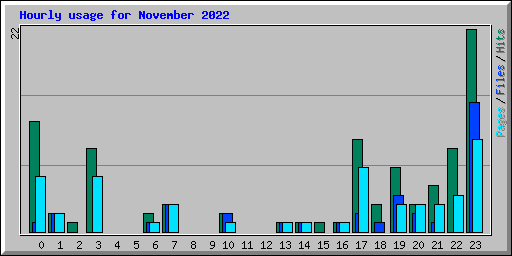 Hourly usage for November 2022
22
Pages/Files/Hits
0 1 2 3 4 5 6 7 8 9 10 11 12 13 14 15 16 17 18 19 20 21 22 23